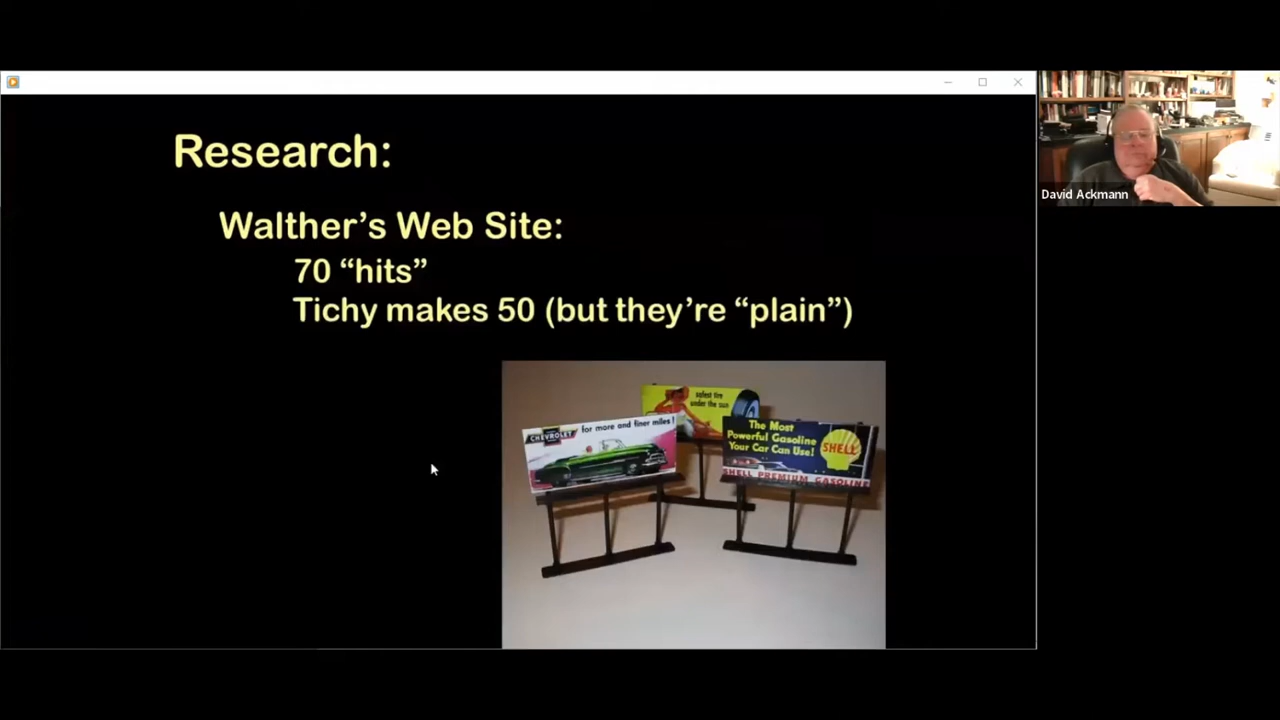 Research:
Walther's Web Site:
70 “hits”
Tichy makes 50 (but they're “plain”)
safest tire
under the sun
CHEVROLET
for more and finer miles!
The Most
Powerful Gasoline
Your Car Can Use!
SHELL
SHELL PREMIUM GASOLINE
David Ackmann